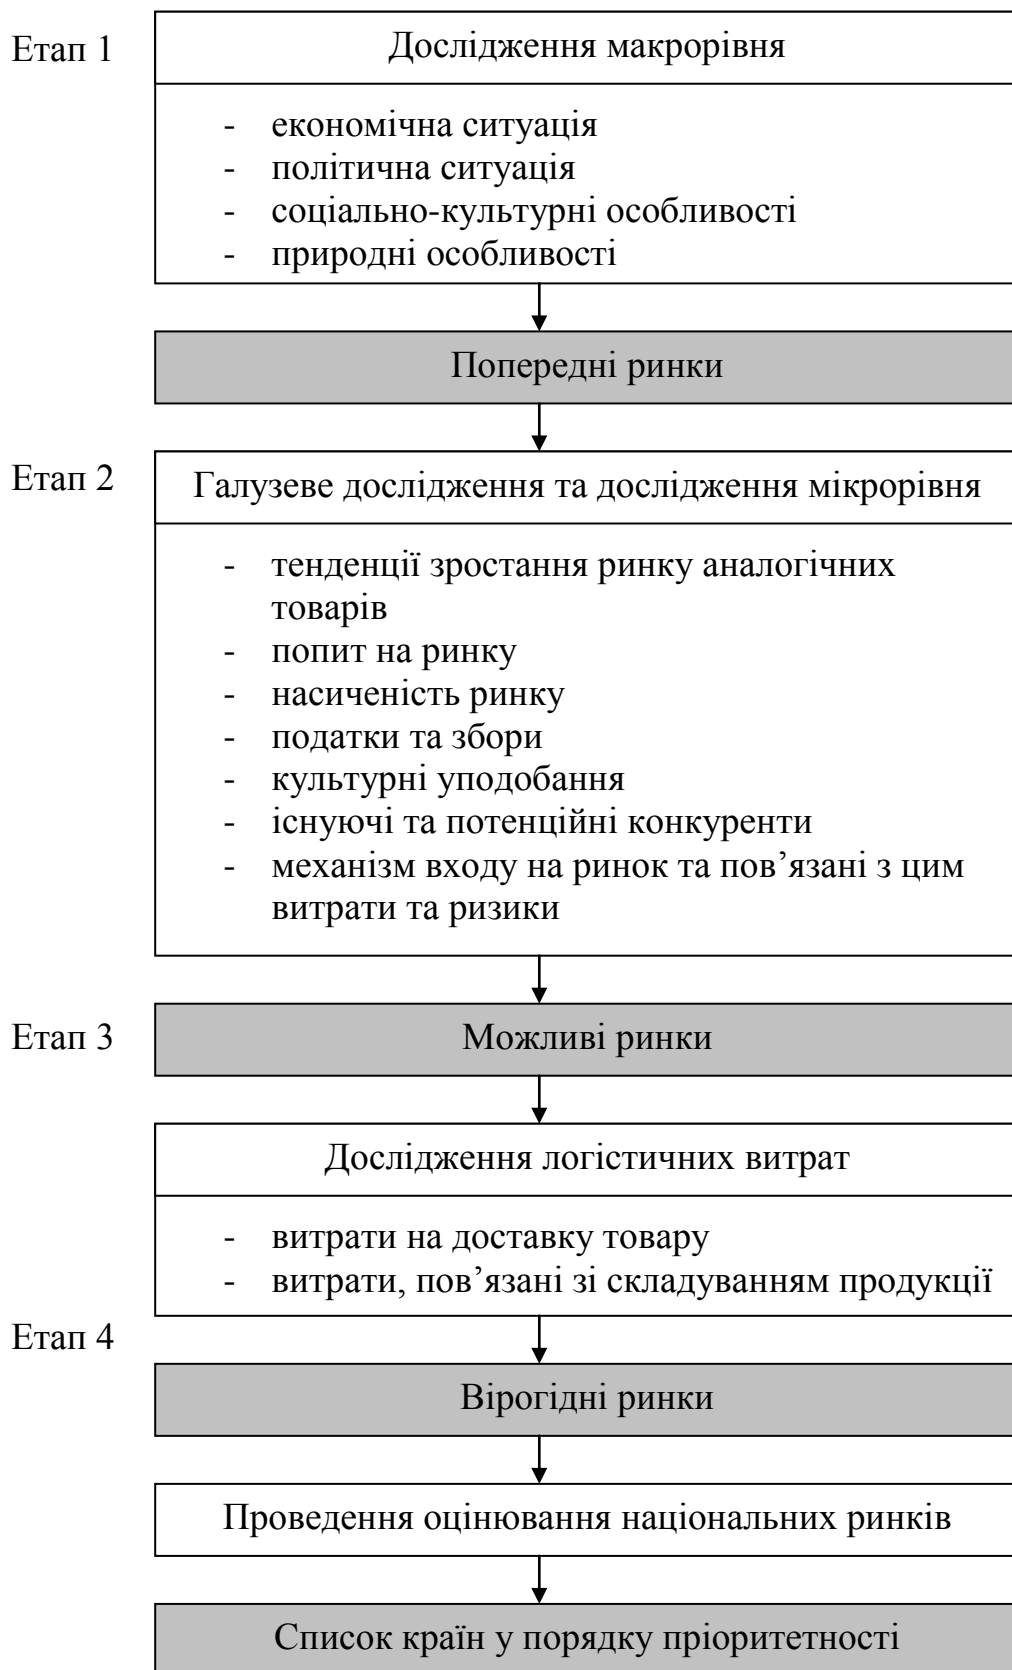 Етап 1
Дослідження макрорівня
- економічна ситуація
- політична ситуація
- соціально-культурні особливості
- природні особливості
Попередні ринки
Етап 2
Галузеве дослідження та дослідження мікрорівня
- тенденції зростання ринку аналогічних
товарів
- попит на ринку
- насиченість ринку
- податки та збори
- культурні уподобання
- існуючі та потенційні конкуренти
- механізм входу на ринок та пов’язані з цим
витрати та ризики
Етап 3
Можливі ринки
Дослідження логістичних витрат
- витрати на доставку товару
- витрати, пов’язані зі складуванням продукції
Етап 4
Вірогідні ринки
Проведення оцінювання національних ринків
Список країн у порядку пріоритетності